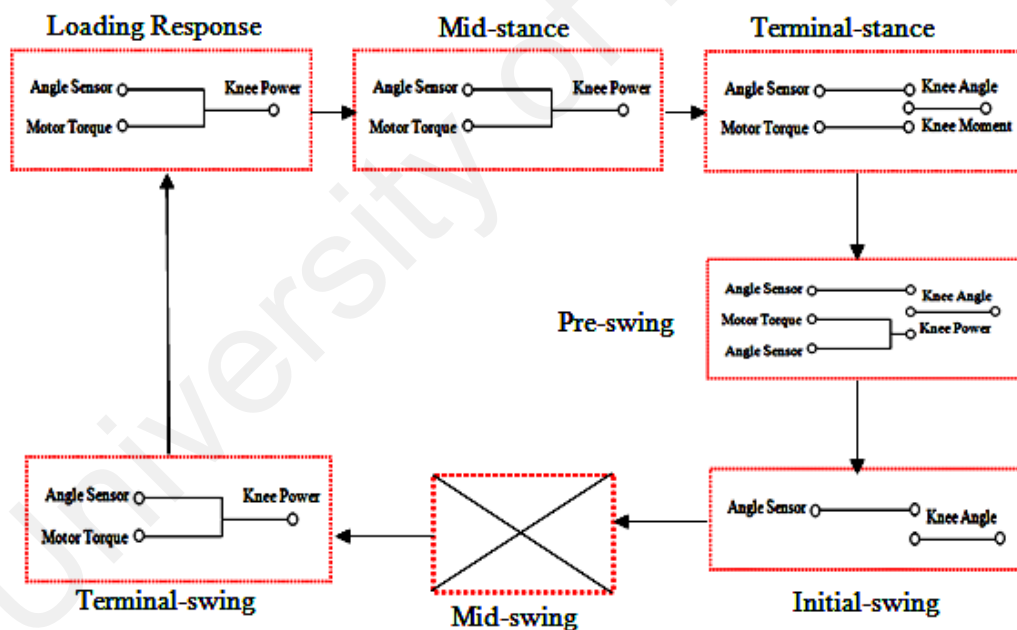 Loading Response
Angle Sensor
Knee Power
Motor Torque
Mid-stance
Angle Sensor
Knee Power
Motor Torque
Terminal-stance
Angle Sensor
Knee Angle
Motor Torque
Knee Moment
Pre-swing
Angle Sensor
Knee Angle
Motor Torque
Knee Power
Angle Sensor
Angle Sensor
Knee Angle
Initial-swing
Mid-swing
Angle Sensor
Knee Power
Motor Torque
Terminal-swing
University of